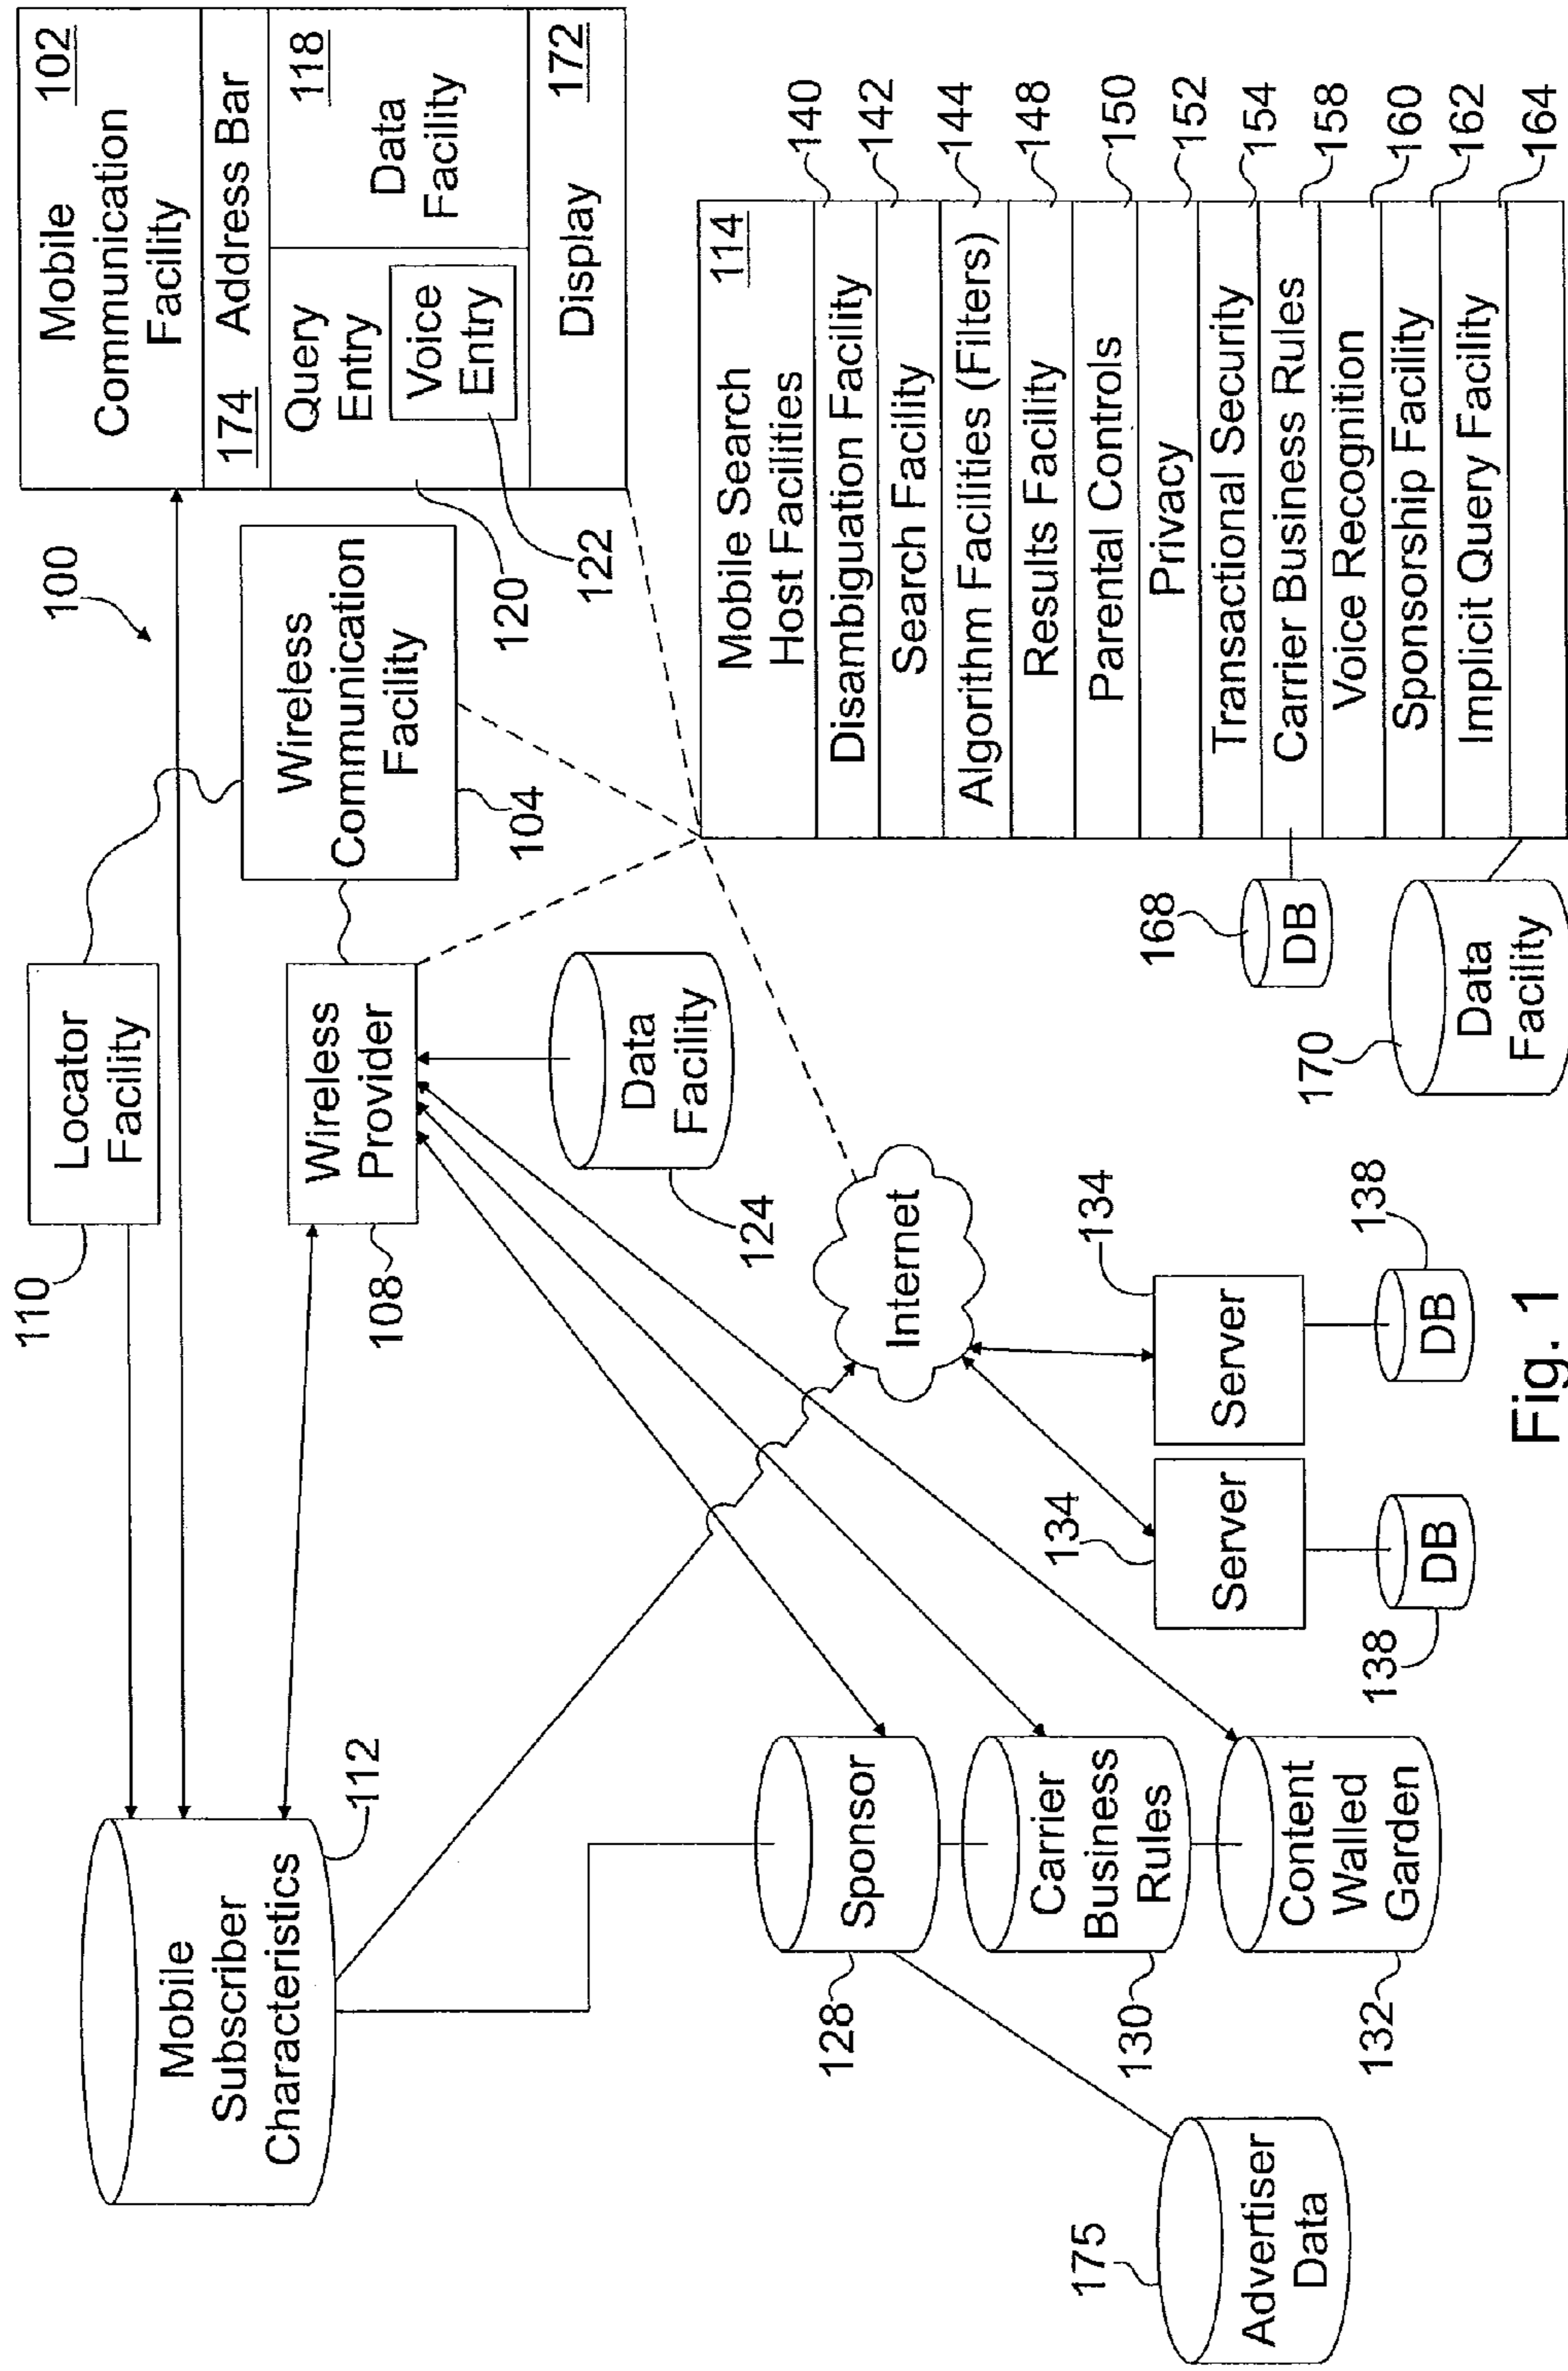 100
110
Locator
Facility
Mobile
Communication
Facility
102
174
Address Bar
Query
Entry
Voice
Entry
118
Data
Facility
Display
172
120
122
Mobile
Subscriber
Characteristics
112
Wireless
Provider
108
Wireless
Communication
Facility
104
Data
Facility
124
Internet
Sponsor
128
Carrier
Business
Rules
130
Content
Walled
Garden
132
Advertiser
Data
175
Server
134
DB
138
Server
134
DB
138
Mobile Search
Host Facilities
114
Disambiguation Facility
140
Search Facility
142
Algorithm Facilities (Filters)
144
Results Facility
148
Parental Controls
150
Privacy
152
Transactional Security
154
Carrier Business Rules
158
Voice Recognition
160
Sponsorship Facility
162
Implicit Query Facility
164
168
DB
170
Data
Facility
Fig. 1